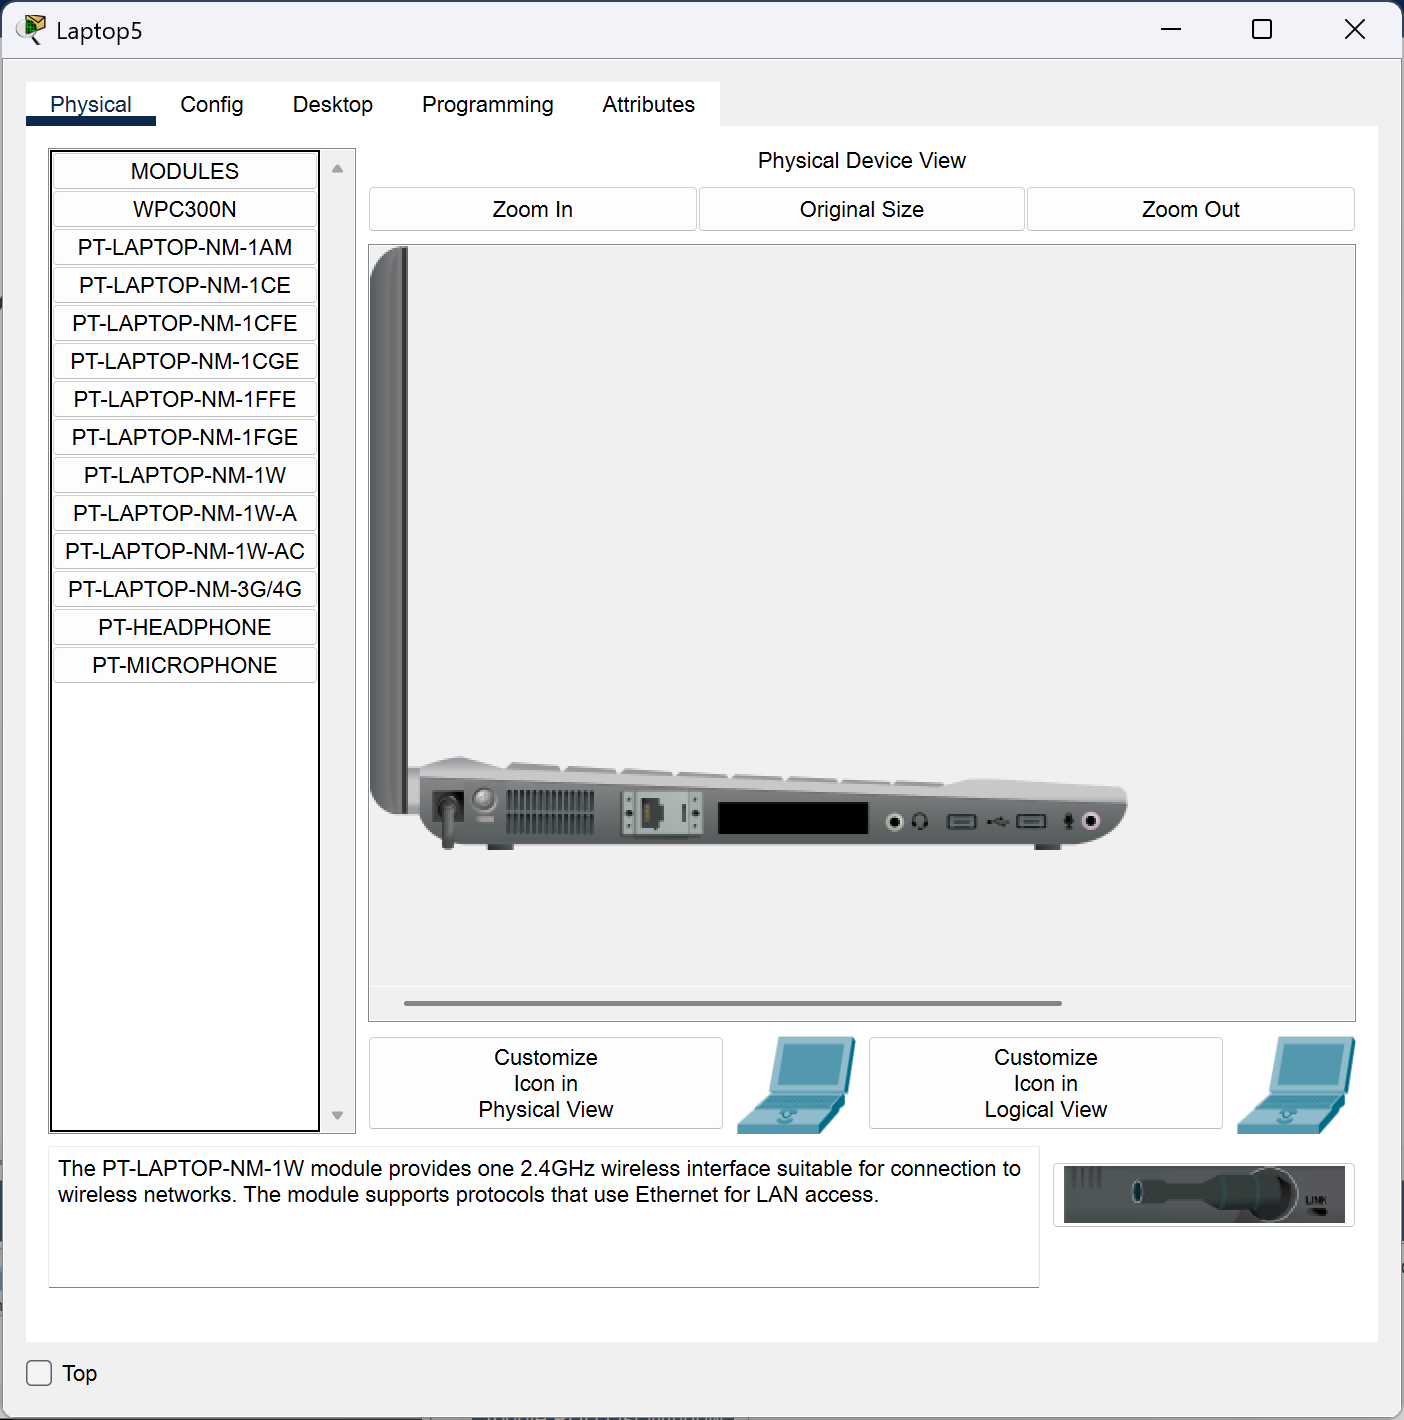 Laptop5
Physical
Config
Desktop
Programming
Attributes
MODULES
WPC300N
PT-LAPTOP-NM-1AM
PT-LAPTOP-NM-1CE
PT-LAPTOP-NM-1CFE
PT-LAPTOP-NM-1CGE
PT-LAPTOP-NM-1FFE
PT-LAPTOP-NM-1FGE
PT-LAPTOP-NM-1W
PT-LAPTOP-NM-1W-A
PT-LAPTOP-NM-1W-AC
PT-LAPTOP-NM-3G/4G
PT-HEADPHONE
PT-MICROPHONE
Physical Device View
Zoom In
Original Size
Zoom Out
Customize
Icon in
Physical View
Customize
Icon in
Logical View
The PT-LAPTOP-NM-1W module provides one 2.4GHz wireless interface suitable for connection to
wireless networks. The module supports protocols that use Ethernet for LAN access.
LINK
Top